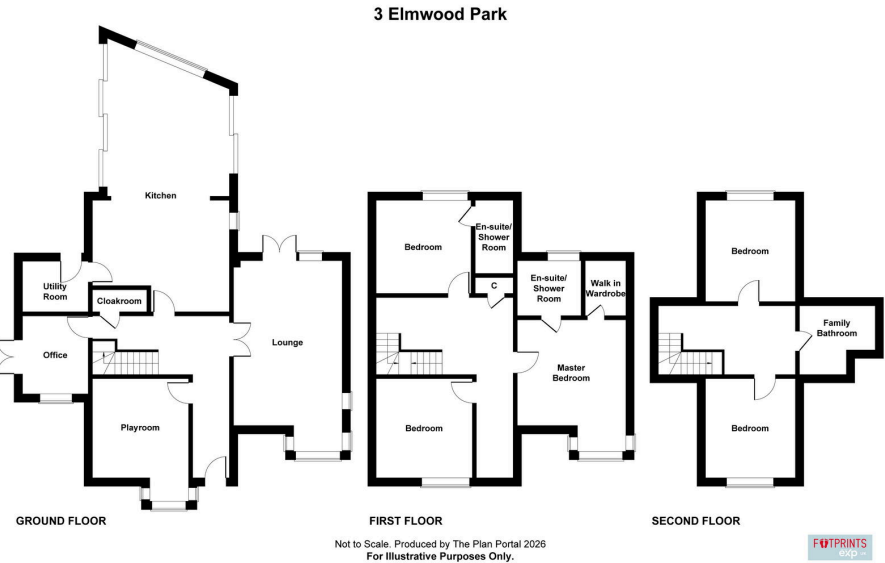 3 Elmwood Park
Kitchen
Utility
Room
Cloakroom
Office
Lounge
Playroom
GROUND FLOOR
Bedroom
En-suite/
Shower
Room
C
En-suite/
Shower
Room
Walk in
Wardrobe
Master
Bedroom
Bedroom
FIRST FLOOR
Bedroom
Family
Bathroom
Bedroom
SECOND FLOOR
Not to Scale. Produced by The Plan Portal 2026
For Illustrative Purposes Only.
FOOTPRINTS
exp